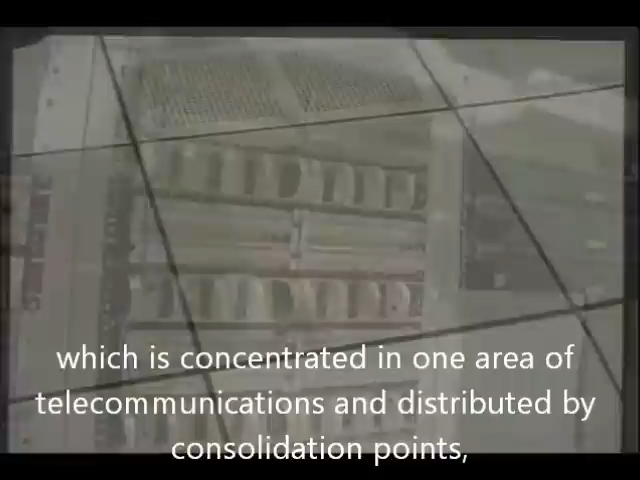 which is concentrated in one area of
telecommunications and distributed by
consolidation points,